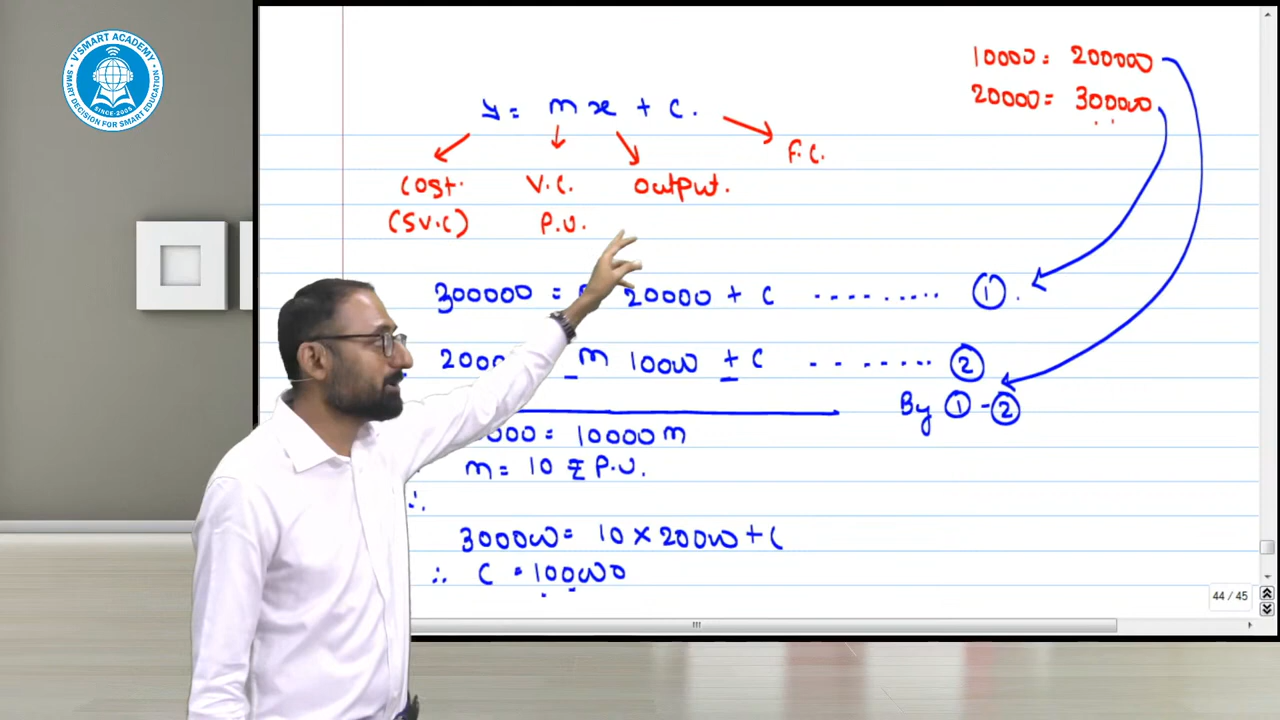 V'SMART ACADEMY
SINCE-2005
SMART DECISION FOR SMART EDUCATION
10000 = 200000
20000 = 300000
y = mx + c.
Cost. V.C. Output. F.C.
(SV.C) P.U.
300000 = 20000 + C ......... ①.
m 10000 + C ........ ②
By ① - ②
= 10000 m
m = 10 ₹ P.U.
∴
300000 = 10 × 20000 + C
∴ C = 100000
44 / 45